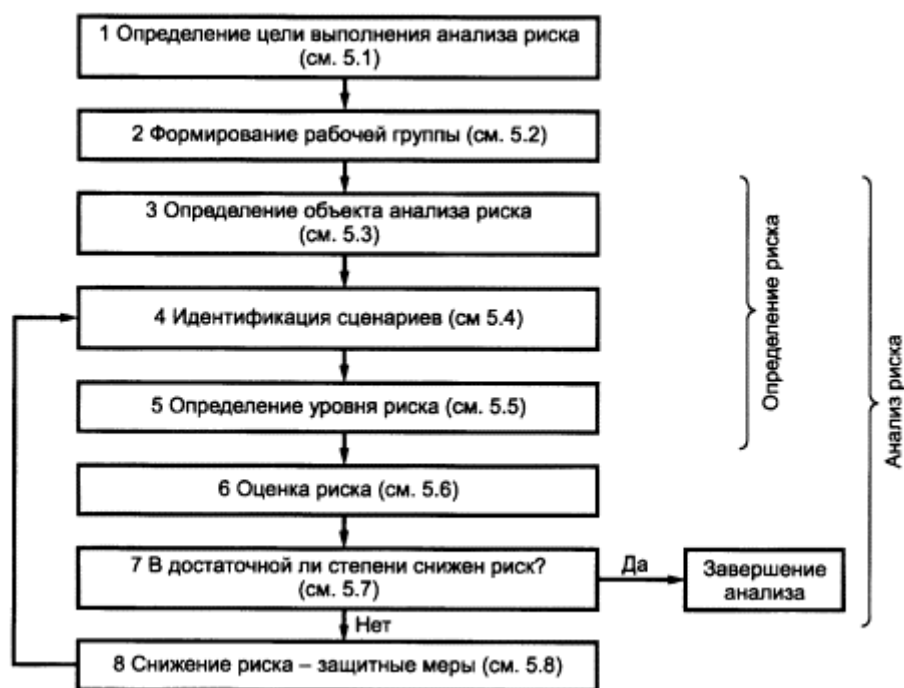 1 Определение цели выполнения анализа риска
(см. 5.1)
2 Формирование рабочей группы (см. 5.2)
3 Определение объекта анализа риска
(см. 5.3)
4 Идентификация сценариев (см 5.4)
5 Определение уровня риска (см. 5.5)
6 Оценка риска (см. 5.6)
7 В достаточной ли степени снижен риск?
(см. 5.7)
Да
Завершение
анализа
Нет
8 Снижение риска – защитные меры (см. 5.8)
Определение риска
Анализ риска